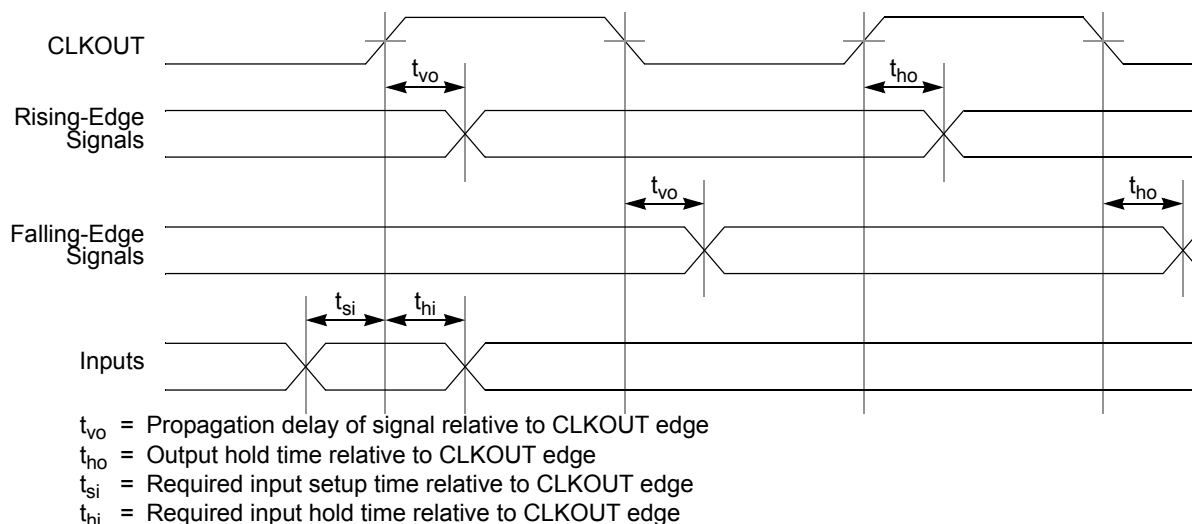 CLKOUT
t_vo
t_ho
Rising-Edge
Signals
t_vo
t_ho
Falling-Edge
Signals
t_si
t_hi
Inputs
t_vo = Propagation delay of signal relative to CLKOUT edge
t_ho = Output hold time relative to CLKOUT edge
t_si = Required input setup time relative to CLKOUT edge
t_hi = Required input hold time relative to CLKOUT edge